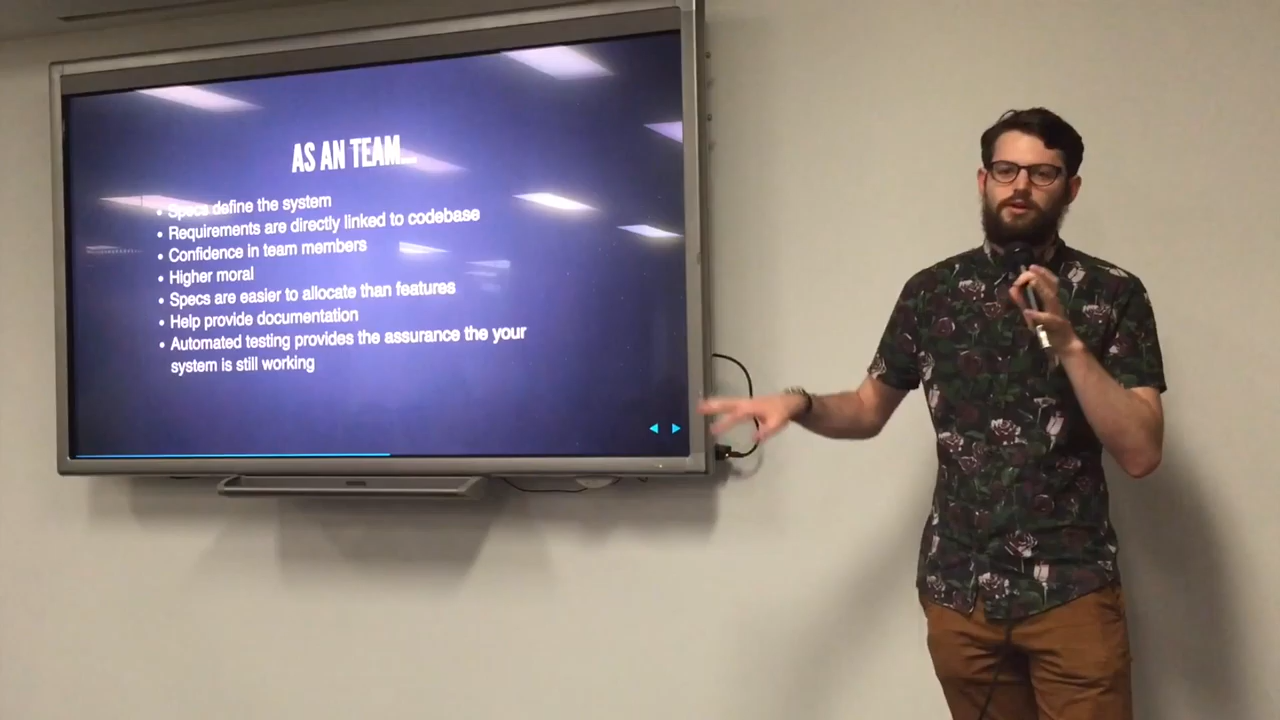 AS AN TEAM...
• Specs define the system
• Requirements are directly linked to codebase
• Confidence in team members
• Higher moral
• Specs are easier to allocate than features
• Help provide documentation
• Automated testing provides the assurance the your
system is still working